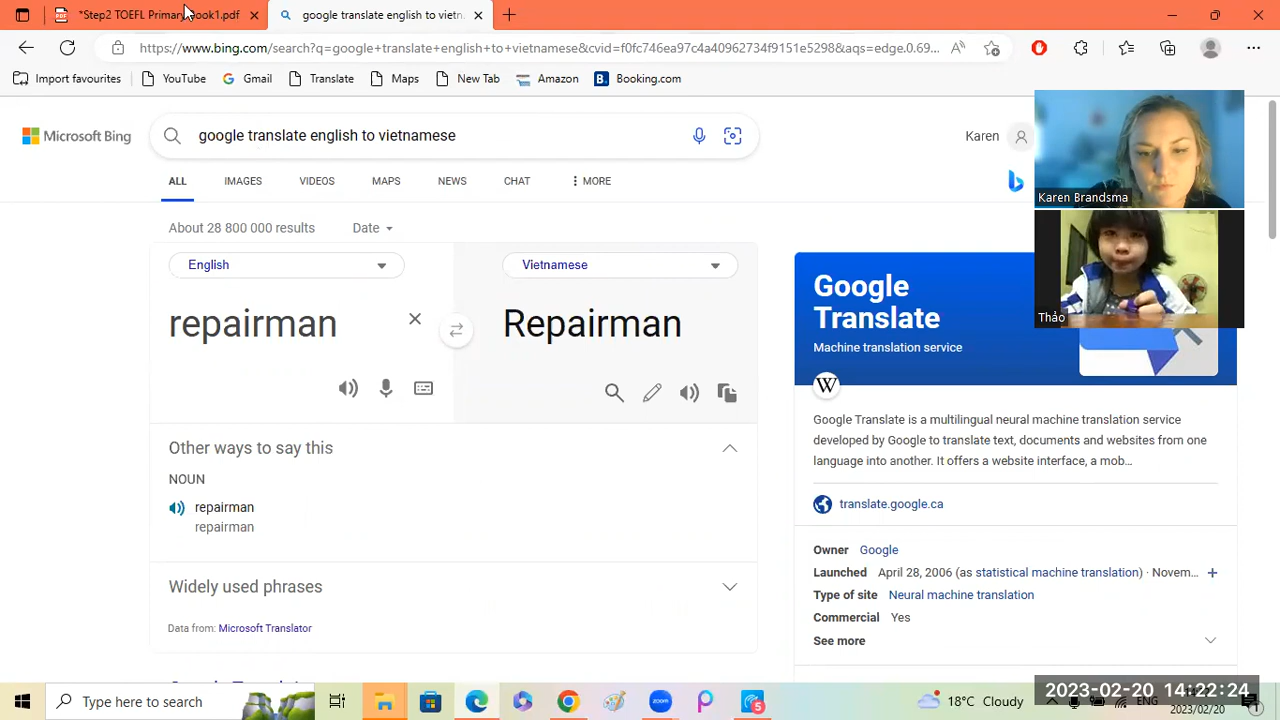 "Step2 TOEFL Primary Book1.pdf
google translate english to vietn
https://www.bing.com/search?q=google+translate+english+to+vietnamese&cvid=f0fc746ea97c4a40962734f9151e5298&aqs=edge.0.69...
Import favourites YouTube Gmail Translate Maps New Tab Amazon Booking.com
Microsoft Bing
google translate english to vietnamese
Karen
Karen Brandsma
Thảo
ALL IMAGES VIDEOS MAPS NEWS CHAT MORE
About 28 800 000 results Date
English Vietnamese
repairman Repairman
Other ways to say this
NOUN
repairman
repairman
Widely used phrases
Data from: Microsoft Translator
Google
Translate
Machine translation service
Google Translate is a multilingual neural machine translation service
developed by Google to translate text, documents and websites from one
language into another. It offers a website interface, a mob...
translate.google.ca
Owner Google
Launched April 28, 2006 (as statistical machine translation) · Novem...
Type of site Neural machine translation
Commercial Yes
See more
Type here to search
18°C Cloudy
ENG
2023-02-20 14:22:24
2023/02/20